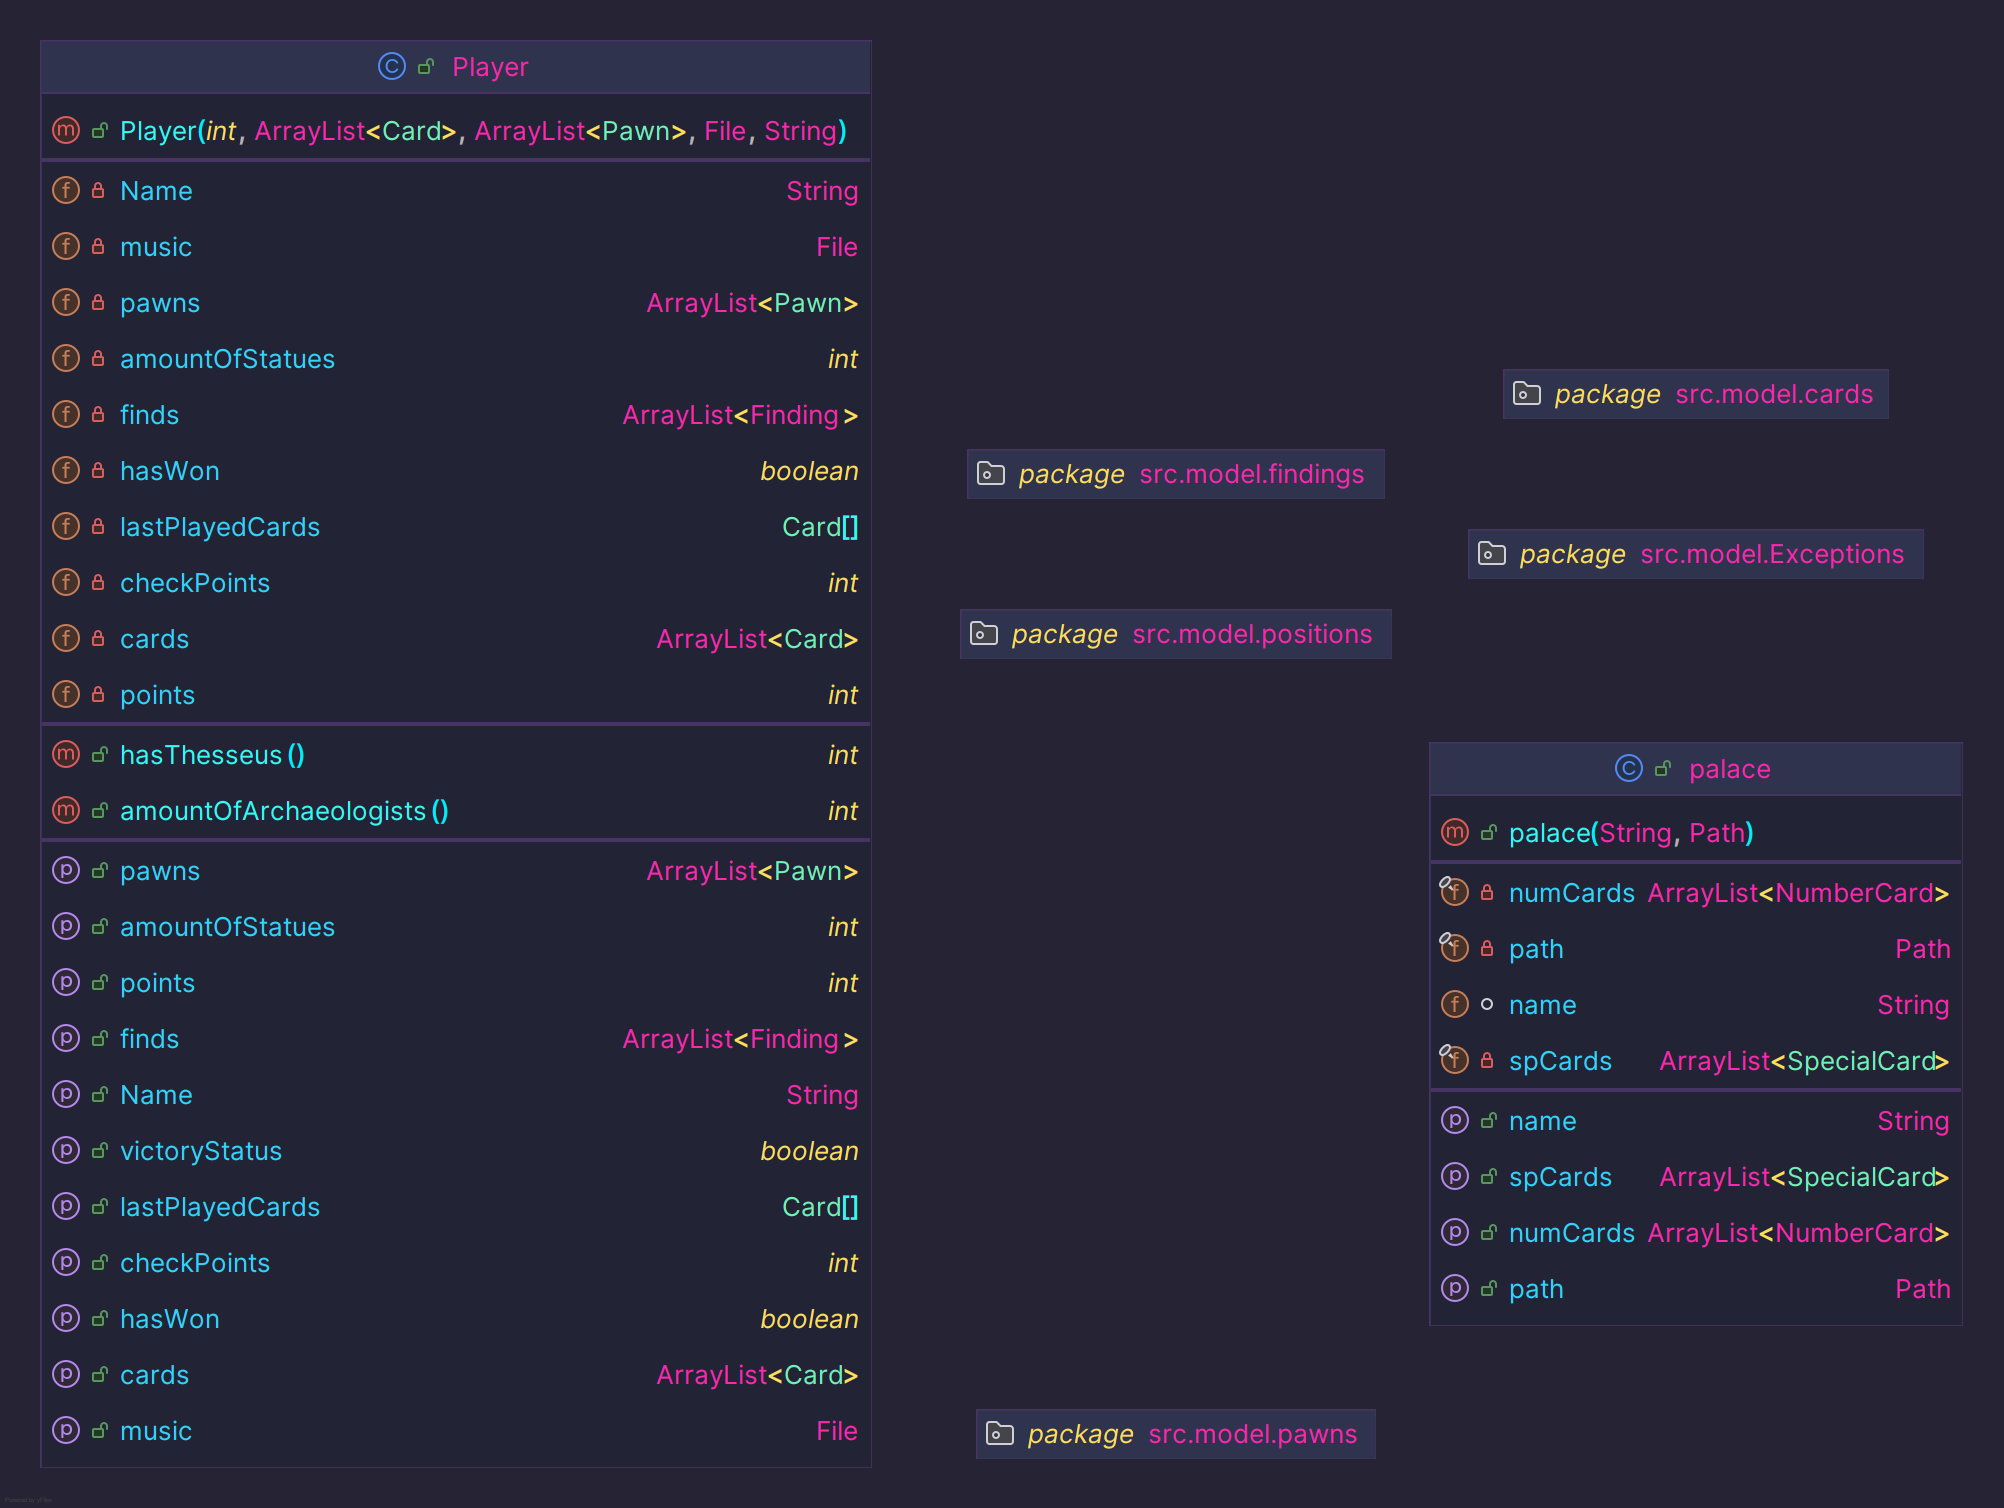 Player
Player(int, ArrayList<Card>, ArrayList<Pawn>, File, String)
Name String
music File
pawns ArrayList<Pawn>
amountOfStatues int
finds ArrayList<Finding>
hasWon boolean
lastPlayedCards Card[]
checkPoints int
cards ArrayList<Card>
points int
hasThesseus() int
amountOfArchaeologists() int
pawns ArrayList<Pawn>
amountOfStatues int
points int
finds ArrayList<Finding>
Name String
victoryStatus boolean
lastPlayedCards Card[]
checkPoints int
hasWon boolean
cards ArrayList<Card>
music File
package src.model.cards
package src.model.findings
package src.model.Exceptions
package src.model.positions
palace
palace(String, Path)
numCards ArrayList<NumberCard>
path Path
name String
spCards ArrayList<SpecialCard>
name String
spCards ArrayList<SpecialCard>
numCards ArrayList<NumberCard>
path Path
package src.model.pawns